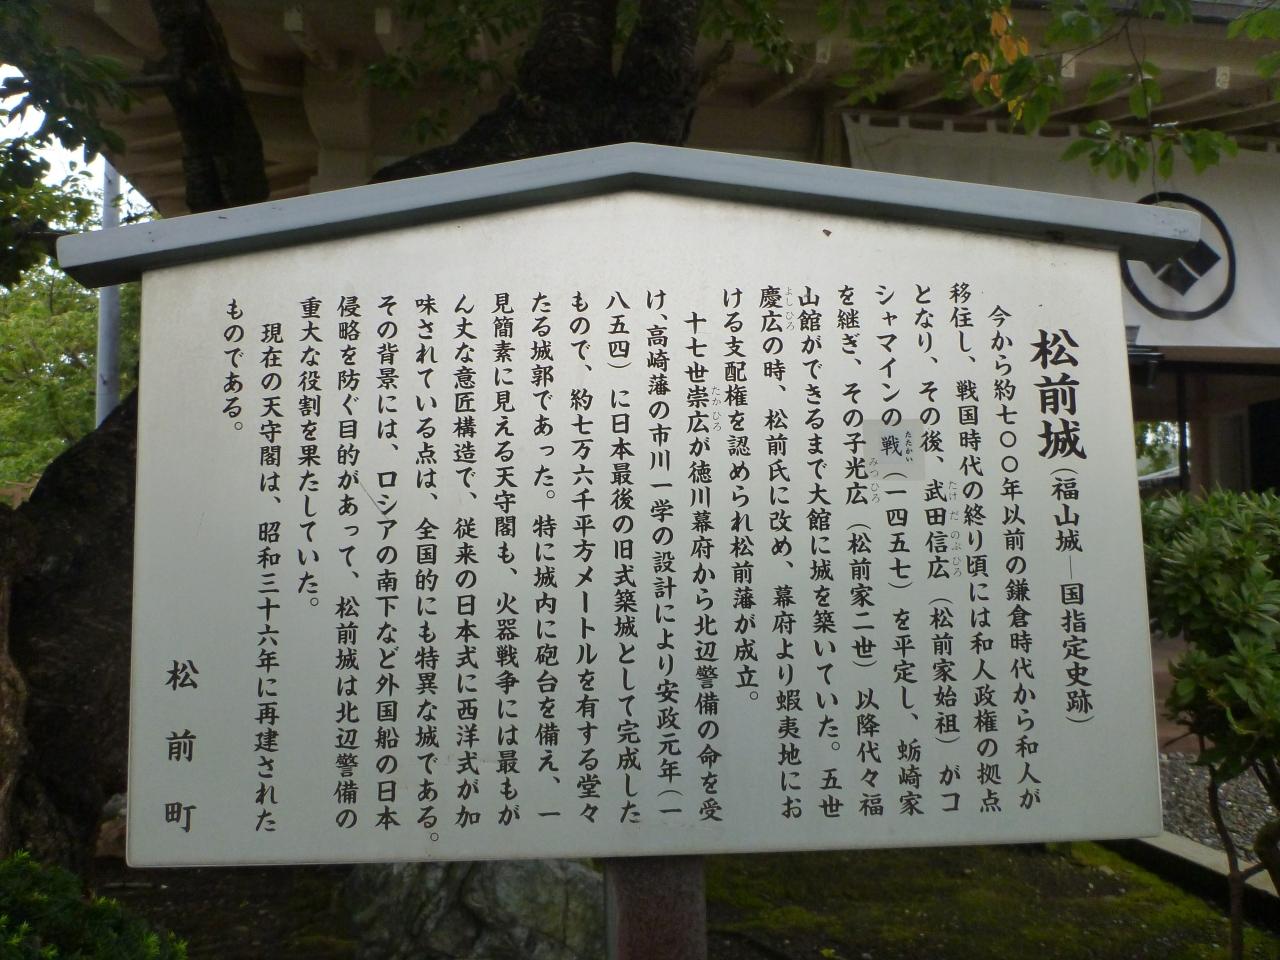 松前城(福山城―国指定史跡)
今から約七〇〇年以前の鎌倉時代から和人が
移住し、戦国時代の終り頃には和人政権の拠点
となり、その後、武田信広(松前家始祖)がコ
シャマインの戦(一四五七)を平定し、蛎崎家
を継ぎ、その子光広(松前家二世)以降代々福
山館ができるまで大館に城を築いていた。五世
慶広の時、松前氏に改め、幕府より蝦夷地にお
ける支配権を認められ松前藩が成立。
十七世崇広が徳川幕府から北辺警備の命を受
け、高崎藩の市川一学の設計により安政元年(一
八五四)に日本最後の旧式築城として完成した
もので、約七万六千平方メートルを有する堂々
たる城郭であった。特に城内に砲台を備え、一
見簡素に見える天守閣も、火器戦争には最もが
ん丈な意匠構造で、従来の日本式に西洋式が加
味されている点は、全国的にも特異な城である。
その背景には、ロシアの南下など外国船の日本
侵略を防ぐ目的があって、松前城は北辺警備の
重大な役割を果たしていた。
現在の天守閣は、昭和三十六年に再建された
ものである。
松前町